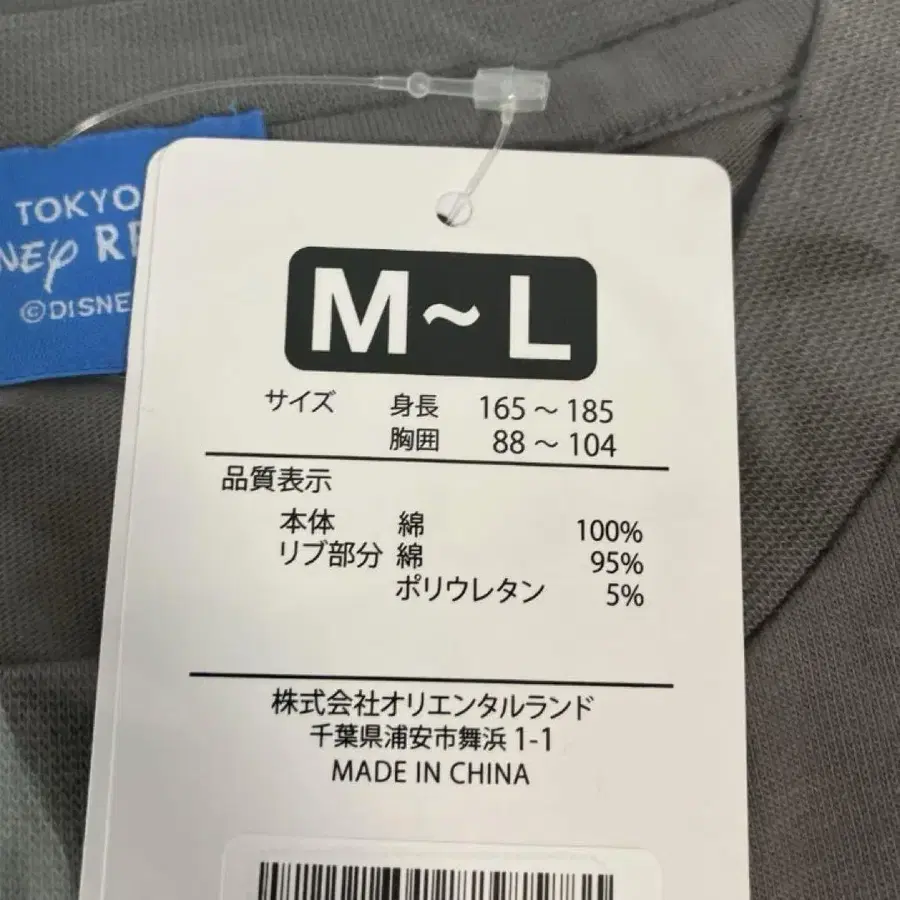 TOKYO
©DISNE
M~L
サイズ 身長 165～185
胸囲 88～104
品質表示
本体 綿 100%
リブ部分 綿 95%
ポリウレタン 5%
株式会社オリエンタルランド
千葉県浦安市舞浜 1-1
MADE IN CHINA